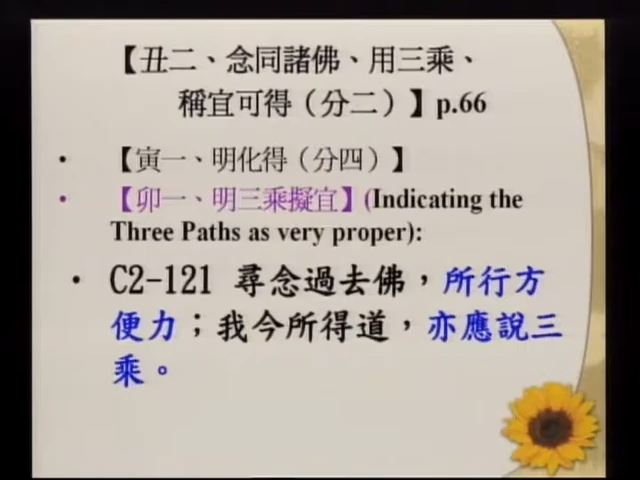 【丑二、念同諸佛、用三乘、
稱宜可得（分二）】p.66
• 【寅一、明化得（分四）】
• 【卯一、明三乘擬宜】(Indicating the
Three Paths as very proper):
• C2-121 尋念過去佛，所行方
便力；我今所得道，亦應說三
乘。